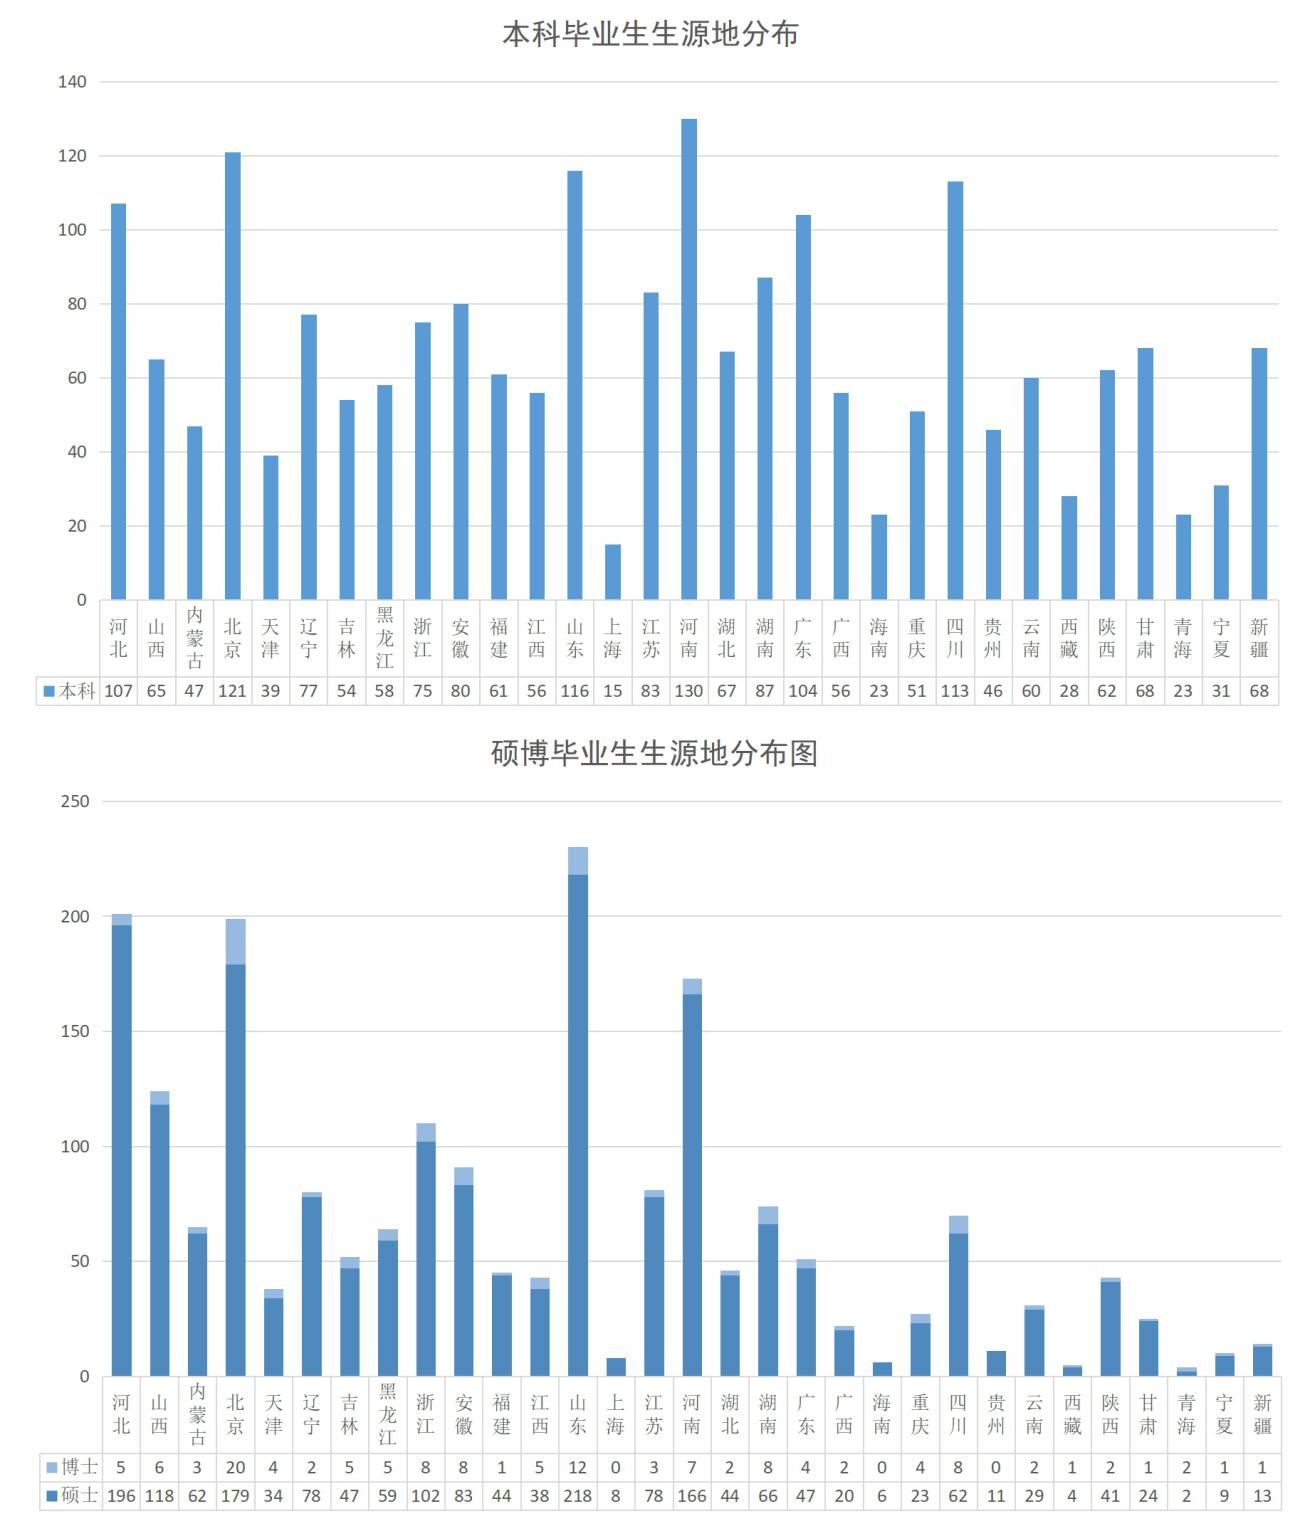 本科毕业生生源地分布
140
120
100
80
60
40
20
0
河北 山西 内蒙古 北京 天津 辽宁 吉林 黑龙江 浙江 安徽 福建 江西 山东 上海 江苏 河南 湖北 湖南 广东 广西 海南 重庆 四川 贵州 云南 西藏 陕西 甘肃 青海 宁夏 新疆
本科 107 65 47 121 39 77 54 58 75 80 61 56 116 15 83 130 67 87 104 56 23 51 113 46 60 28 62 68 23 31 68
硕博毕业生生源地分布图
250
200
150
100
50
0
河北 山西 内蒙古 北京 天津 辽宁 吉林 黑龙江 浙江 安徽 福建 江西 山东 上海 江苏 河南 湖北 湖南 广东 广西 海南 重庆 四川 贵州 云南 西藏 陕西 甘肃 青海 宁夏 新疆
博士 5 6 3 20 4 2 5 5 8 8 1 5 12 0 3 7 2 8 4 2 0 4 8 0 2 1 2 1 2 1 1
硕士 196 118 62 179 34 78 47 59 102 83 44 38 218 8 78 166 44 66 47 20 6 23 62 11 29 4 41 24 2 9 13